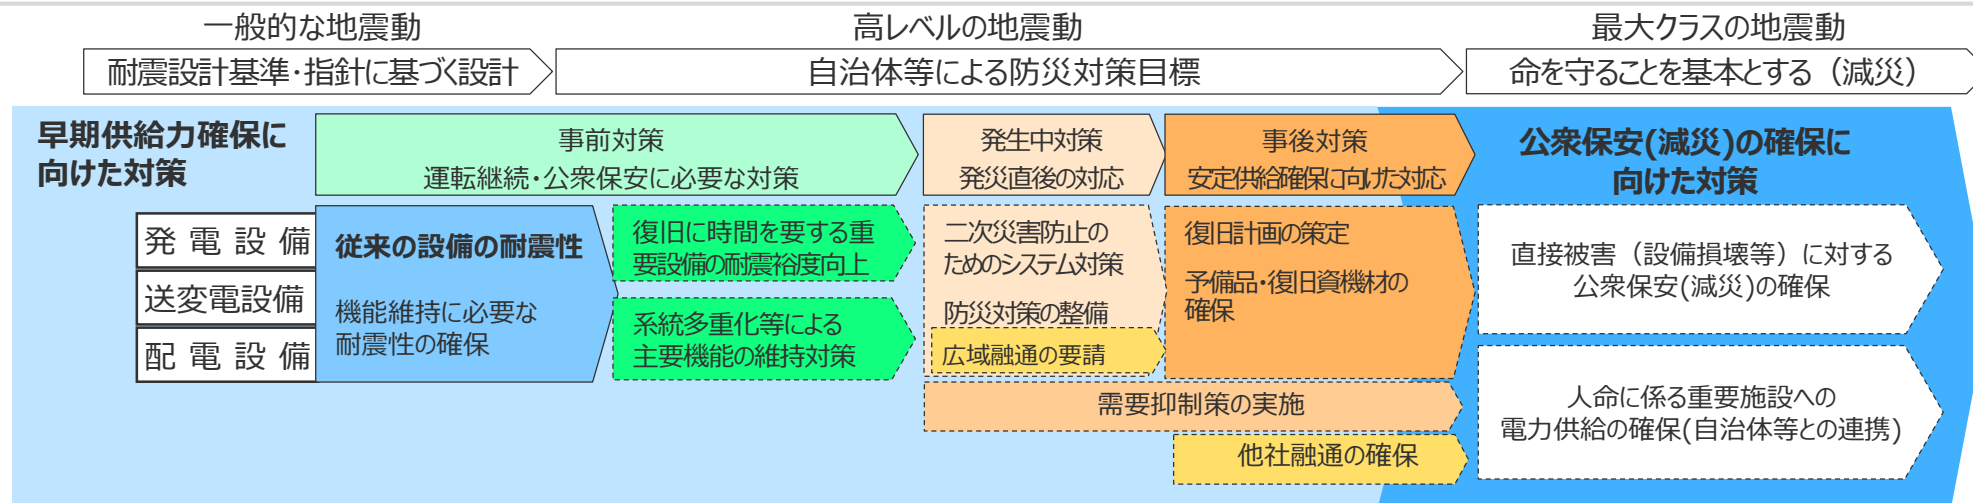 一般的な地震動
高レベルの地震動
最大クラスの地震動
耐震設計基準・指針に基づく設計
自治体等による防災対策目標
命を守ることを基本とする（減災）
早期供給力確保に
向けた対策
事前対策
運転継続・公衆保安に必要な対策
発生中対策
発災直後の対応
事後対策
安定供給確保に向けた対応
公衆保安(減災)の確保に
向けた対策
発電設備
送変電設備
配電設備
従来の設備の耐震性
機能維持に必要な
耐震性の確保
復旧に時間を要する重
要設備の耐震裕度向上
系統多重化等による
主要機能の維持対策
二次災害防止の
ためのシステム対策
防災対策の整備
広域融通の要請
復旧計画の策定
予備品・復旧資機材の
確保
需要抑制策の実施
他社融通の確保
直接被害（設備損壊等）に対する
公衆保安(減災)の確保
人命に係る重要施設への
電力供給の確保(自治体等との連携)